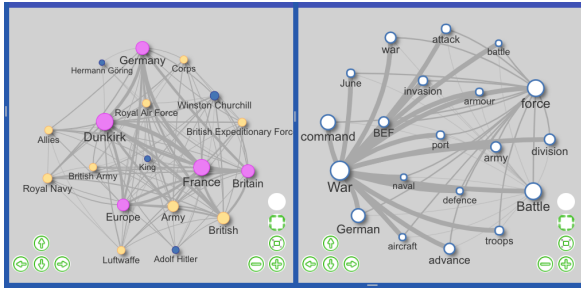 Germany
Hermann Göring
Corps
Royal Air Force
Winston Churchill
Dunkirk
British Expeditionary Forc
Allies
King
British Army
France
Britain
Royal Navy
Europe
Army
British
Luftwaffe
Adolf Hitler
attack
war
battle
June
invasion
armour
force
command
BEF
port
division
army
War
naval
defence
Battle
German
troops
aircraft
advance